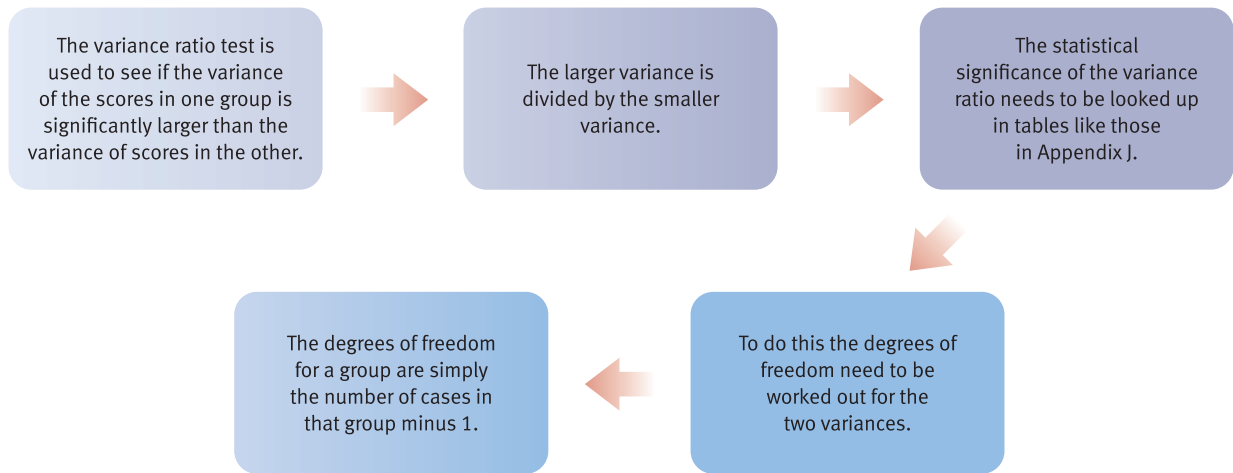 The variance ratio test is
used to see if the variance
of the scores in one group is
significantly larger than the
variance of scores in the other.
The larger variance is
divided by the smaller
variance.
The statistical
significance of the variance
ratio needs to be looked up
in tables like those
in Appendix J.
To do this the degrees of
freedom need to be
worked out for the
two variances.
The degrees of freedom
for a group are simply
the number of cases in
that group minus 1.